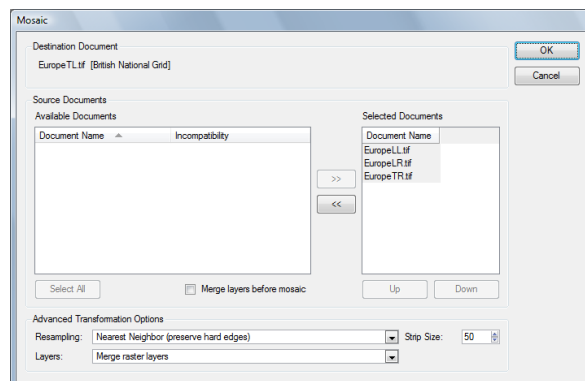 Mosaic
Destination Document
EuropeTL.tif [British National Grid]
OK
Cancel
Source Documents
Available Documents
Selected Documents
Document Name
Incompatibility
Document Name
EuropeLL.tif
EuropeLR.tif
EuropeTR.tif
>>
<<
Select All
Merge layers before mosaic
Up
Down
Advanced Transformation Options
Resampling:
Nearest Neighbor (preserve hard edges)
Strip Size:
50
Layers:
Merge raster layers